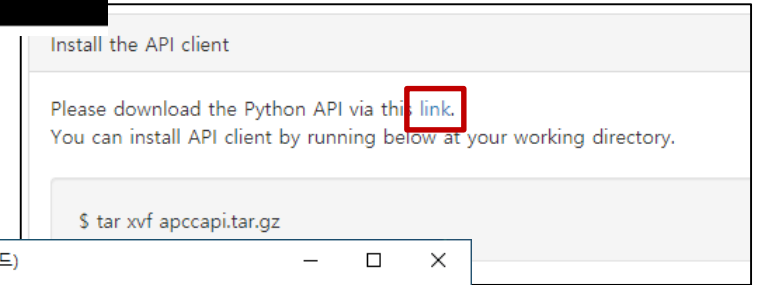 Install the API client
Please download the Python API via this link.
You can install API client by running below at your working directory.
$ tar xvf apccapi.tar.gz
드)